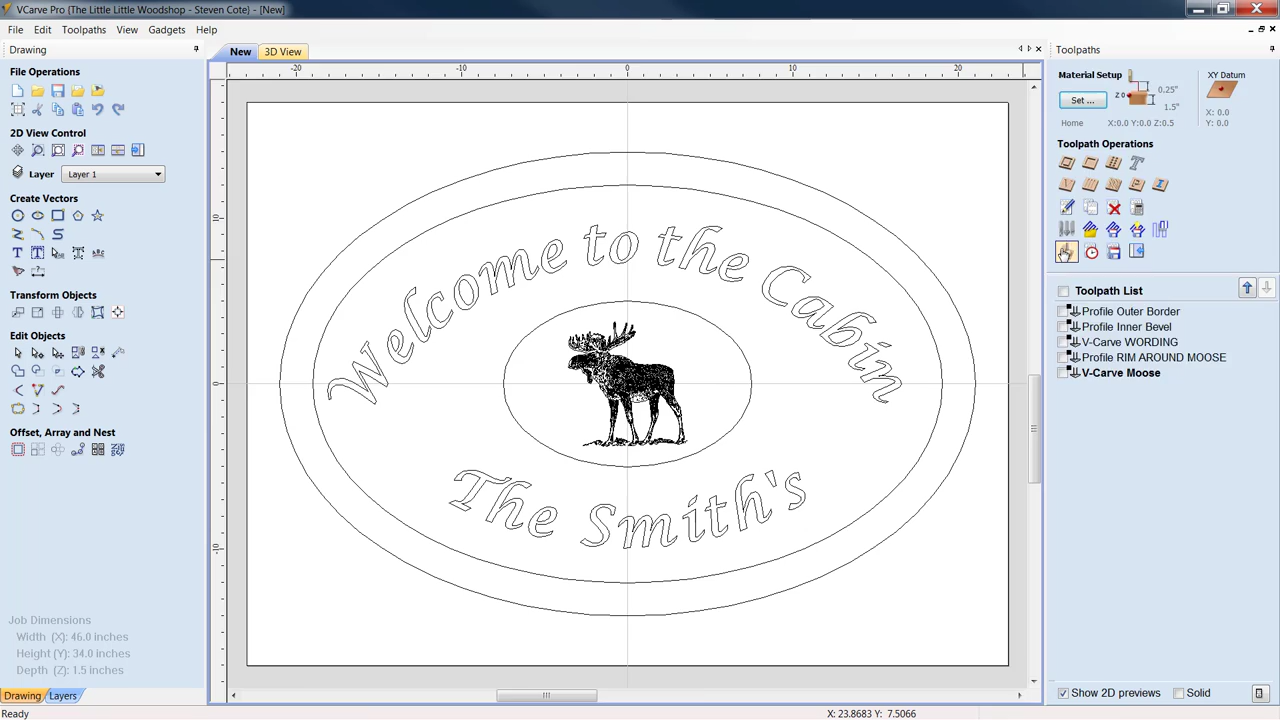 VCarve Pro {The Little Little Woodshop - Steven Cote} - [New]
File Edit Toolpaths View Gadgets Help
Drawing
File Operations
2D View Control
Layer Layer 1
Create Vectors
Transform Objects
Edit Objects
Offset, Array and Nest
Job Dimensions
Width (X): 46.0 inches
Height (Y): 34.0 inches
Depth (Z): 1.5 inches
Drawing Layers
Ready
New 3D View
-20 -10 0 10 20
10
0
-10
Welcome to the Cabin
The Smith's
X: 23.8683 Y: 7.5066
Toolpaths
Material Setup
Set ...
Z 0
0.25"
1.5"
XY Datum
X: 0.0
Y: 0.0
Home X:0.0 Y:0.0 Z:0.5
Toolpath Operations
Toolpath List
Profile Outer Border
Profile Inner Bevel
V-Carve WORDING
Profile RIM AROUND MOOSE
V-Carve Moose
Show 2D previews Solid